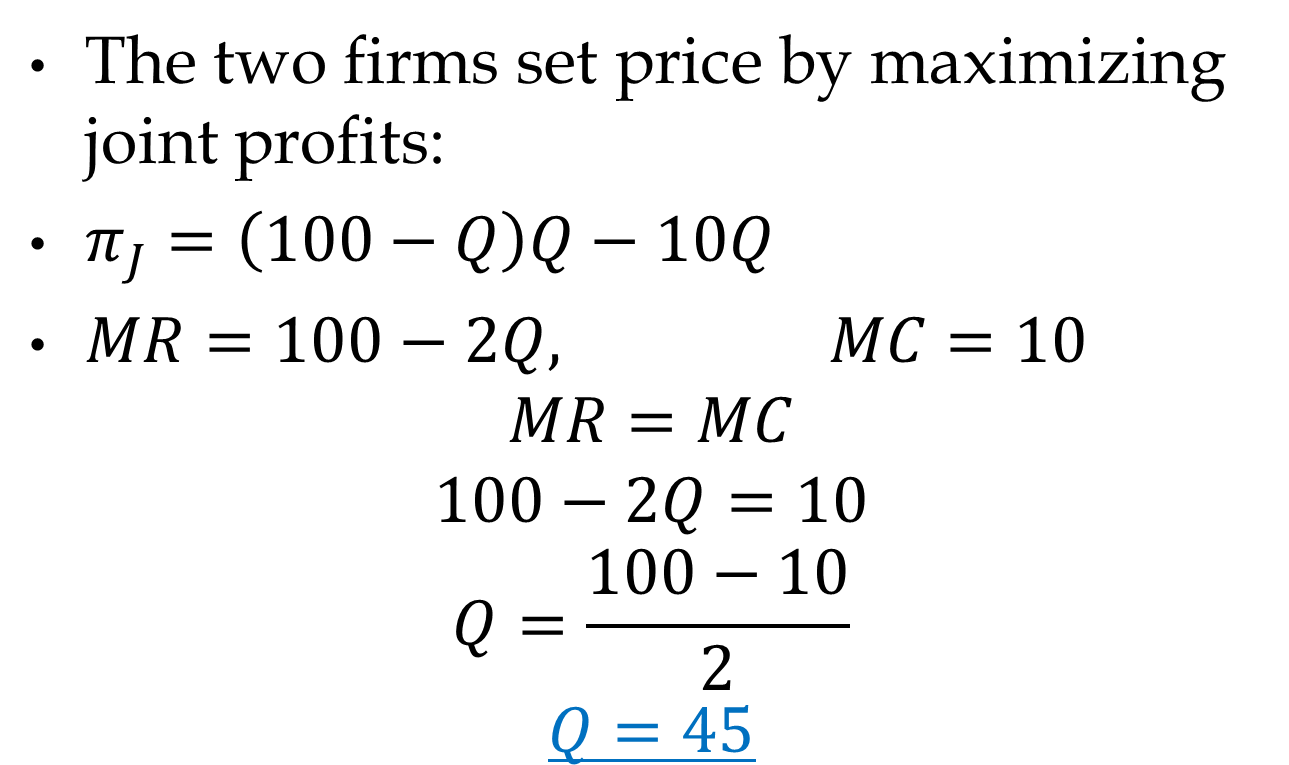 • The two firms set price by maximizing
joint profits:
• π_J = (100 − Q)Q − 10Q
• MR = 100 − 2Q, MC = 10
MR = MC
100 − 2Q = 10
Q = \frac{100 − 10}{2}
Q = 45